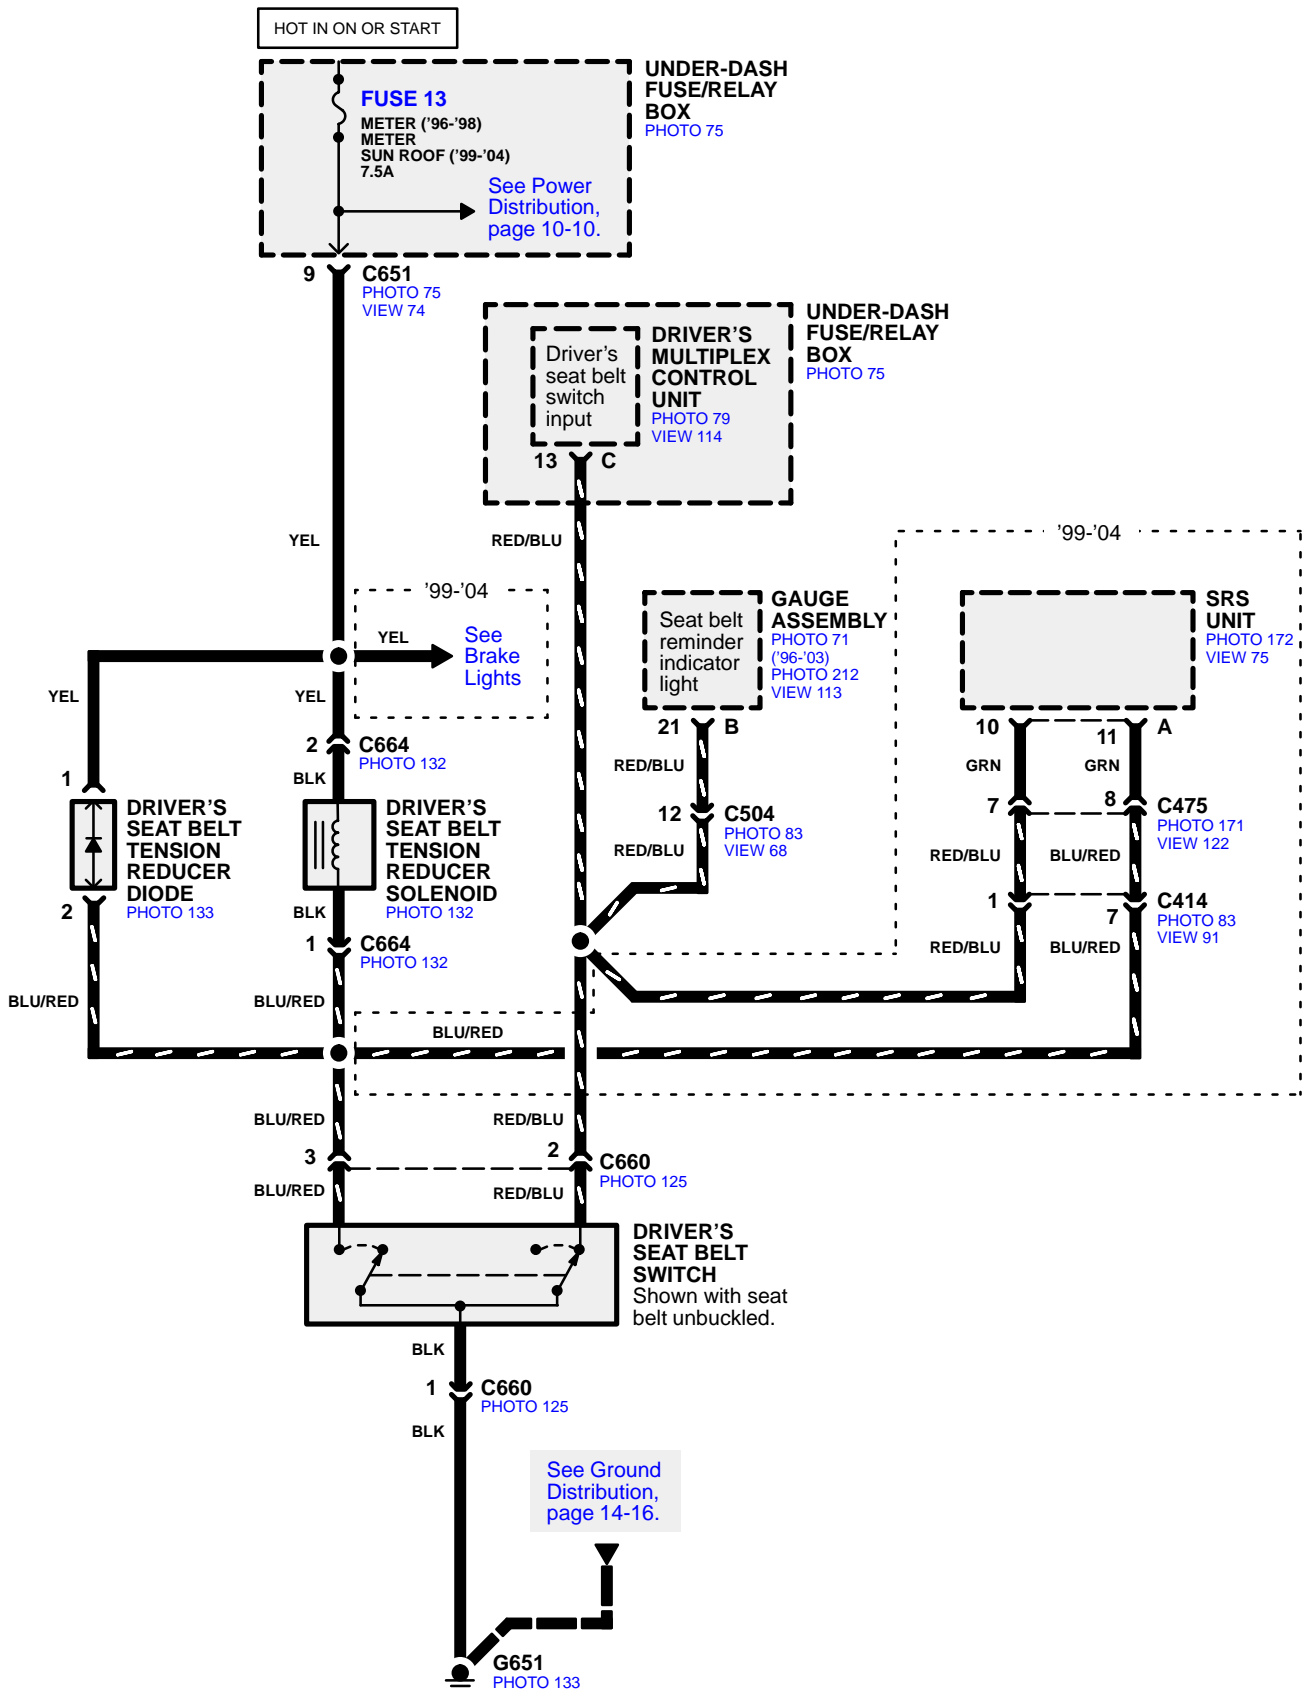 HOT IN ON OR START
UNDER-DASH
FUSE/RELAY
BOX
PHOTO 75
FUSE 13
METER ('96-'98)
METER
SUN ROOF ('99-'04)
7.5A
See Power
Distribution,
page 10-10.
9
C651
PHOTO 75
VIEW 74
UNDER-DASH
FUSE/RELAY
BOX
PHOTO 75
Driver's
seat belt
switch
input
DRIVER'S
MULTIPLEX
CONTROL
UNIT
PHOTO 79
VIEW 114
13
C
YEL
RED/BLU
'99-'04
'99-'04
YEL
See
Brake
Lights
Seat belt
reminder
indicator
light
GAUGE
ASSEMBLY
PHOTO 71
('96-'03)
PHOTO 212
VIEW 113
SRS
UNIT
PHOTO 172
VIEW 75
YEL
YEL
21
B
10
11
A
2
C664
PHOTO 132
RED/BLU
GRN
GRN
1
BLK
DRIVER'S
SEAT BELT
TENSION
REDUCER
DIODE
PHOTO 133
DRIVER'S
SEAT BELT
TENSION
REDUCER
SOLENOID
PHOTO 132
12
C504
PHOTO 83
VIEW 68
7
8
C475
PHOTO 171
VIEW 122
RED/BLU
RED/BLU
BLU/RED
2
BLK
1
7
C414
PHOTO 83
VIEW 91
1
C664
PHOTO 132
RED/BLU
BLU/RED
BLU/RED
BLU/RED
BLU/RED
BLU/RED
RED/BLU
3
2
C660
PHOTO 125
BLU/RED
RED/BLU
DRIVER'S
SEAT BELT
SWITCH
Shown with seat
belt unbuckled.
BLK
1
C660
PHOTO 125
BLK
See Ground
Distribution,
page 14-16.
G651
PHOTO 133